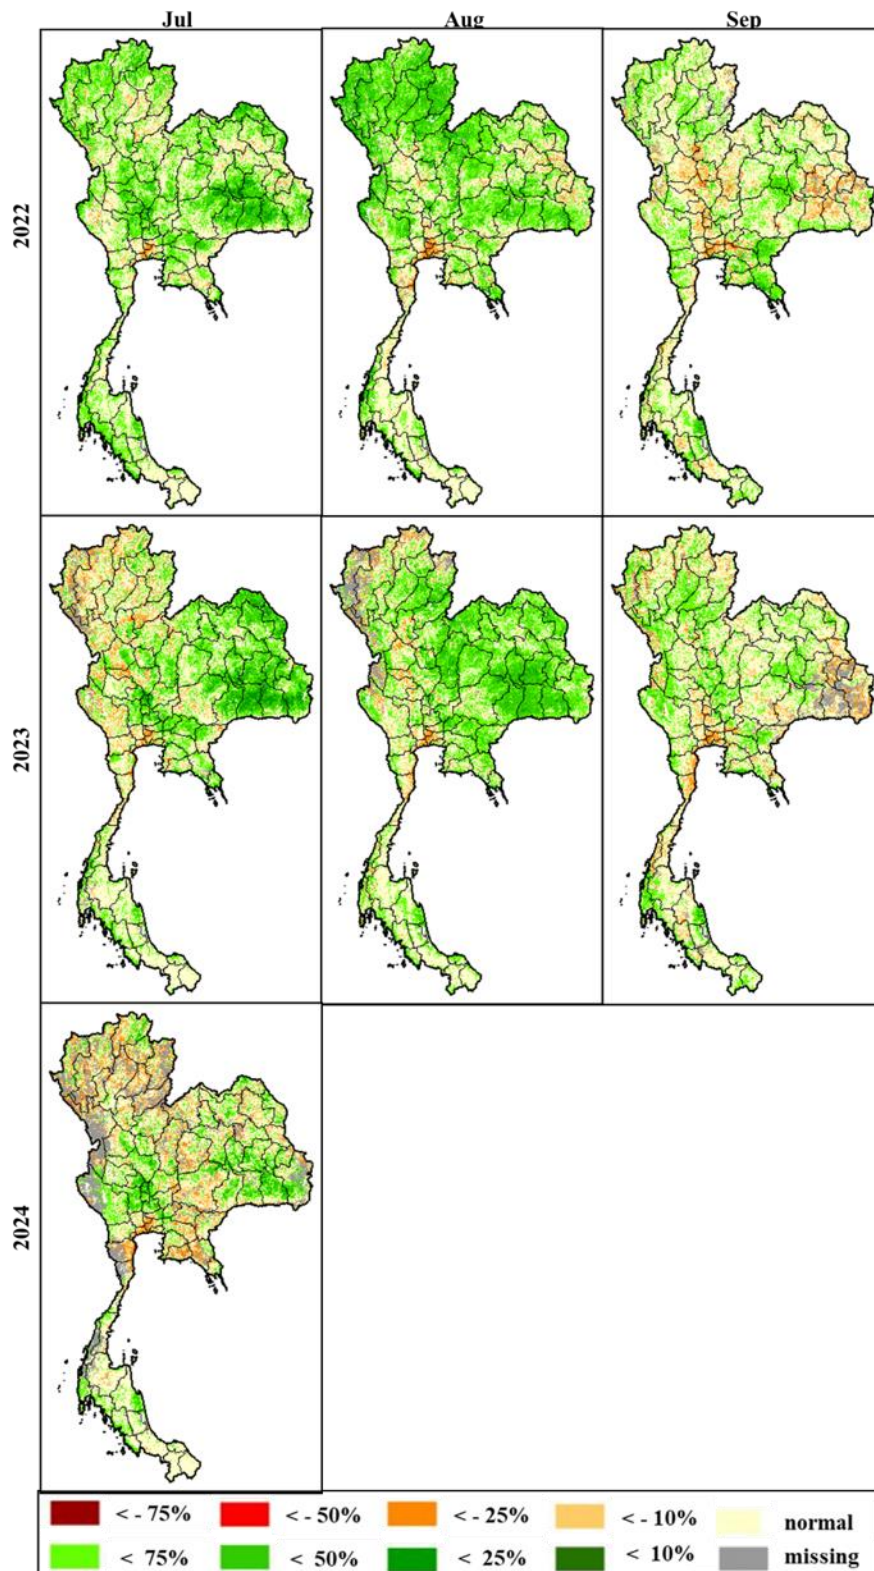 Jul Aug Sep
2022
2023
2024
< - 75% < - 50% < - 25% < - 10% normal
< 75% < 50% < 25% < 10% missing